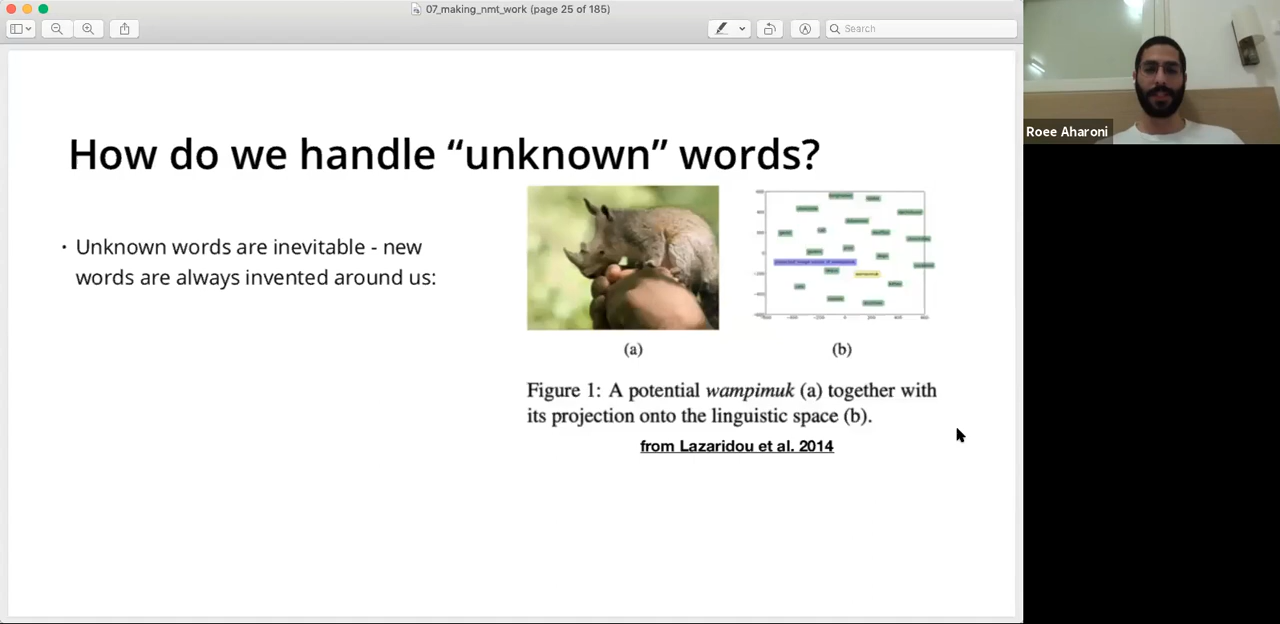 07_making_nmt_work (page 25 of 185)
Search
Roee Aharoni
How do we handle “unknown” words?
• Unknown words are inevitable - new
words are always invented around us:
(a)
(b)
Figure 1: A potential wampimuk (a) together with
its projection onto the linguistic space (b).
from Lazaridou et al. 2014